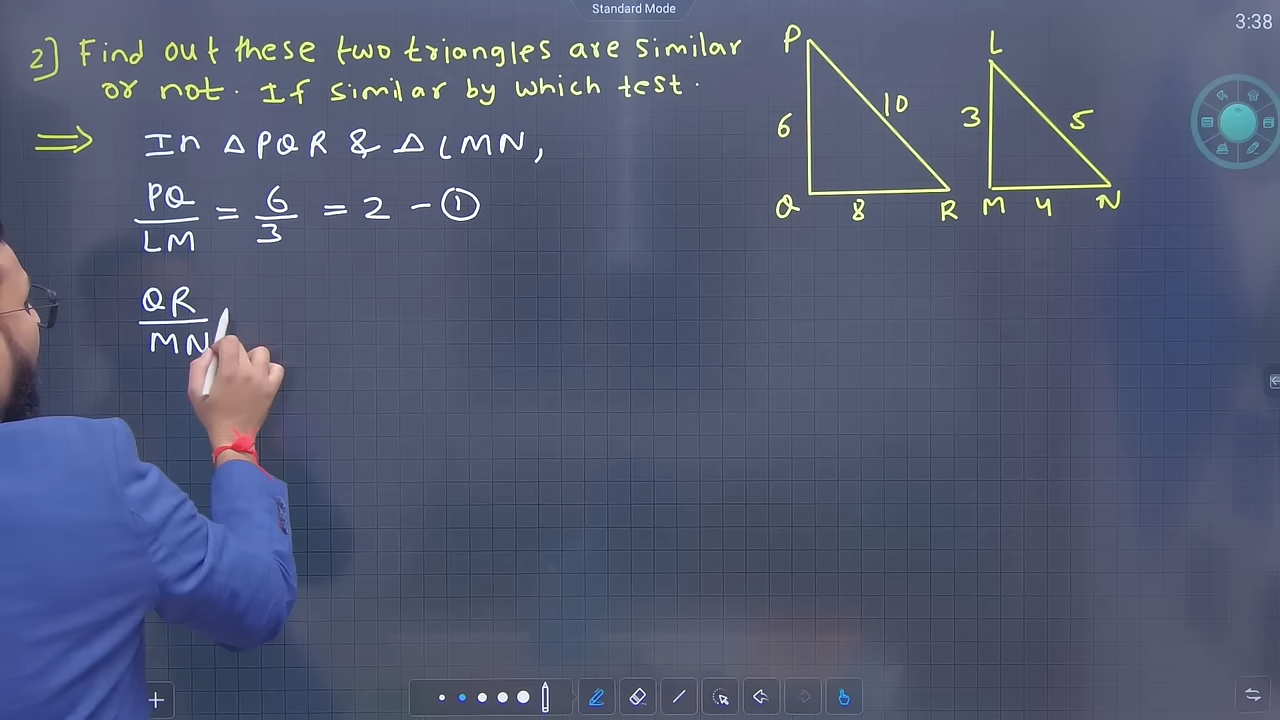 Standard Mode
3:38
2] Find out these two triangles are similar
or not. If similar by which test.
⇒ In △PQR & △LMN,
PQ/LM = 6/3 = 2 - ①
QR/MN
P
6
10
Q
8
R
L
3
5
M
4
N